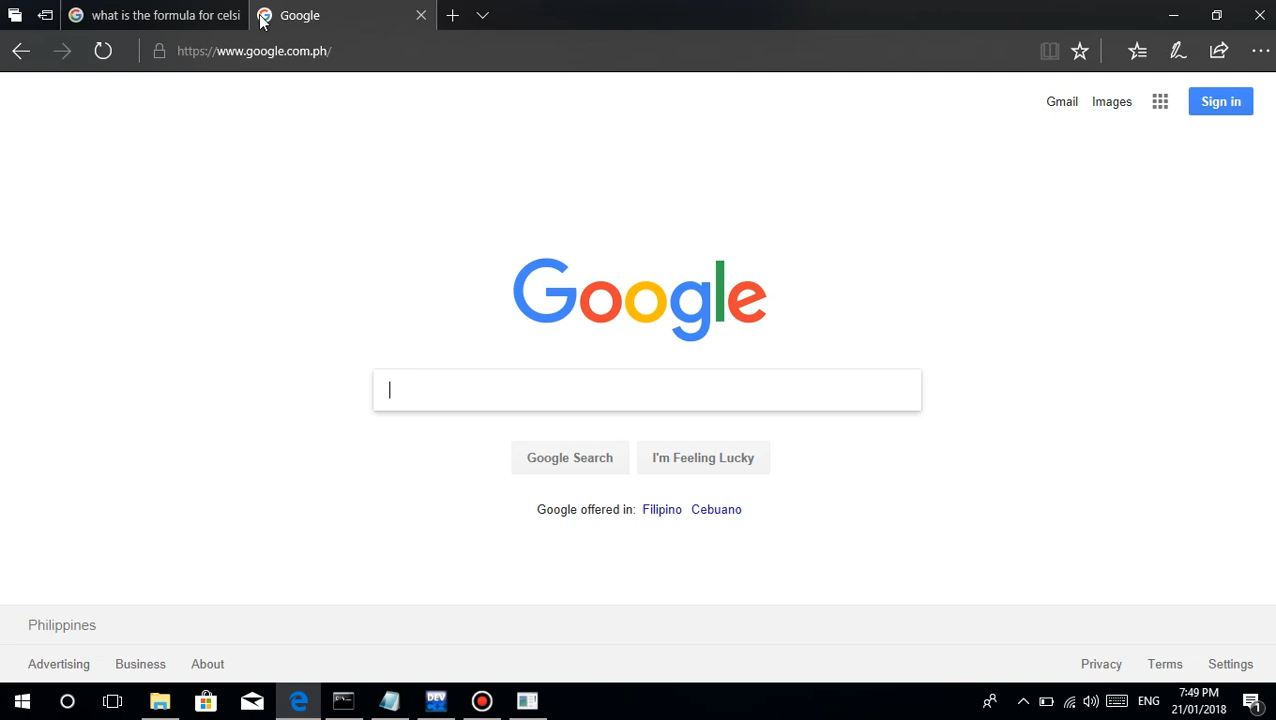 what is the formula for celsi
Google
https://www.google.com.ph/
Gmail Images Sign in
Google
Google Search I'm Feeling Lucky
Google offered in: Filipino Cebuano
Philippines
Advertising Business About
Privacy Terms Settings
DEV
ENG
7:49 PM
21/01/2018
1